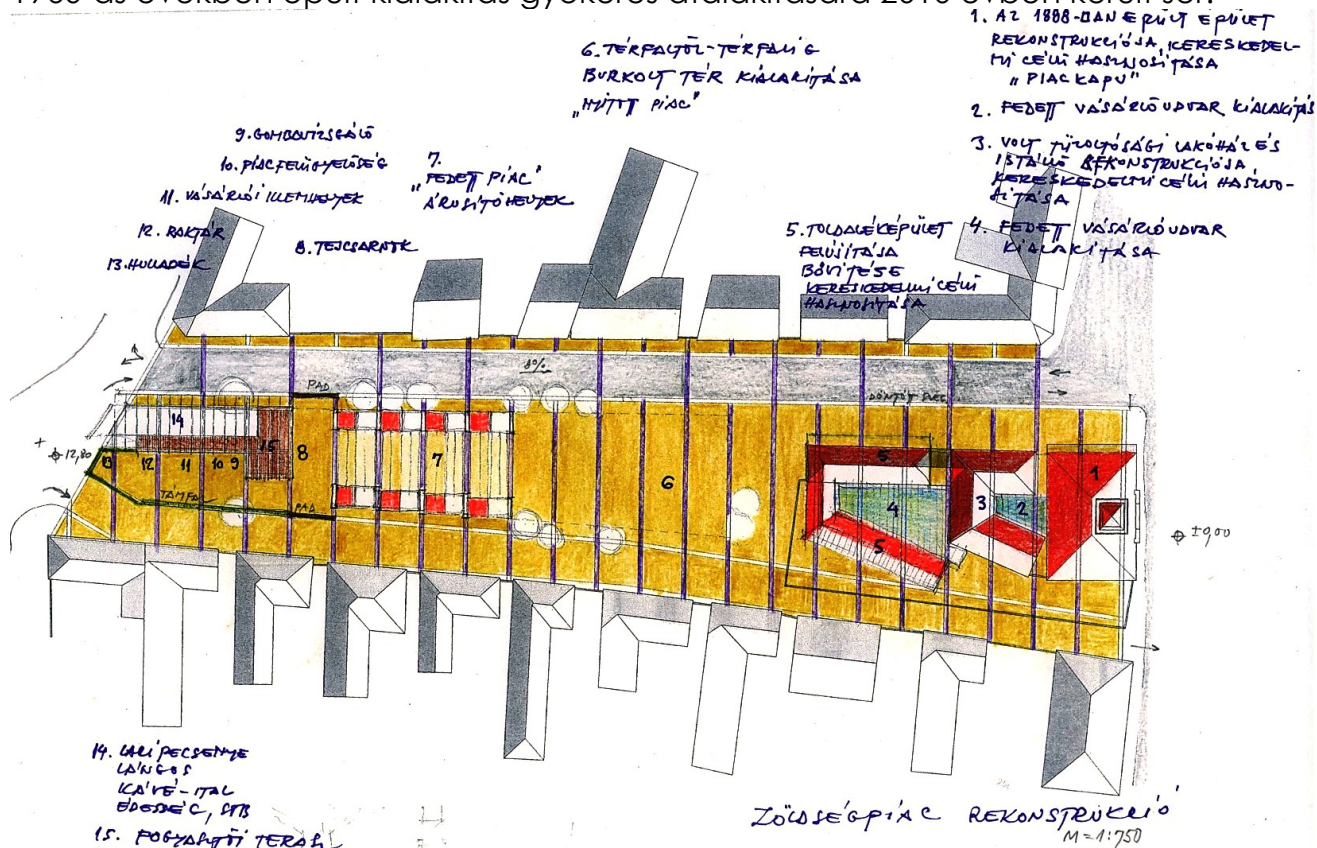 1. AZ 1888-BAN ÉPÜLT ÉPÜLET
REKONSTRUKCIÓJA, KERESKEDEL-
MI CÉLÚ HASZNOSÍTÁSA
"PIACKAPU"
2. FEDETT VÁSÁRLÓUDVAR KIALAKÍTÁS
3. VOLT TŰZOLTÓSÁGI LAKÓHÁZ ÉS
ISTÁLLÓ REKONSTRUKCIÓJA
KERESKEDELMI CÉLÚ HASZNO-
SÍTÁSA
4. FEDETT VÁSÁRLÓUDVAR
KIALAKÍTÁSA
5. TOLDALÉKÉPÜLET
FELÚJÍTÁSA
BŐVÍTÉSE
KERESKEDELMI CÉLÚ
HASZNOSÍTÁSA
6. TÉRFALTÓL-TÉRFALIG
BURKOLT TÉR KIALAKÍTÁSA
"NYITT PIAC"
7.
"FEDETT PIAC"
ÁRUSÍTÓHELYEK
8. TEJCSARNOK
9. GOMBAVIZSGÁLÓ
10. PIACFELÜGYELŐSÉG
11. VÁSÁRLÓI ILLEMHELYEK
12. RAKTÁR
13. HULLADÉK
8%
PAD
14
15
8
7
6
5
4
5
3
2
1
13 12 11 10 9
TÁMFAL
PAD
12,80
±0,00
14. LACIPECSENYE
LÁNGOS
KÁVÉ-ITAL
ÉDESSÉG, STB
15. FOGYASZTÓI TERASZ
ZÖLDSÉGPIAC REKONSTRUKCIÓ
M=1:750